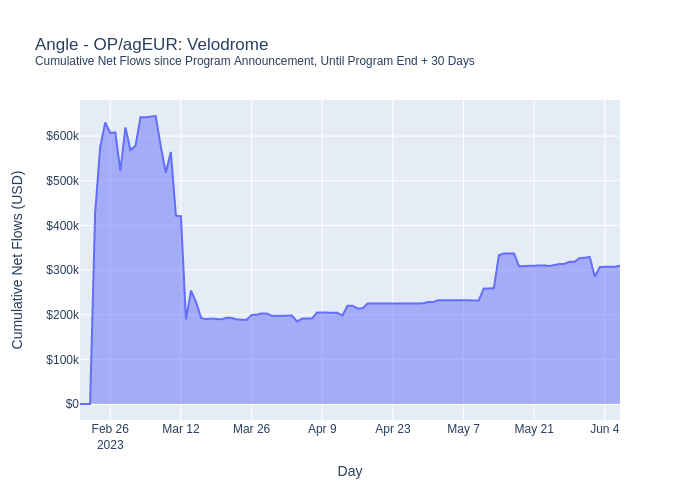 Angle - OP/agEUR: Velodrome
Cumulative Net Flows since Program Announcement, Until Program End + 30 Days
Cumulative Net Flows (USD)
$600k
$500k
$400k
$300k
$200k
$100k
$0
Feb 26
2023
Mar 12
Mar 26
Apr 9
Apr 23
May 7
May 21
Jun 4
Day